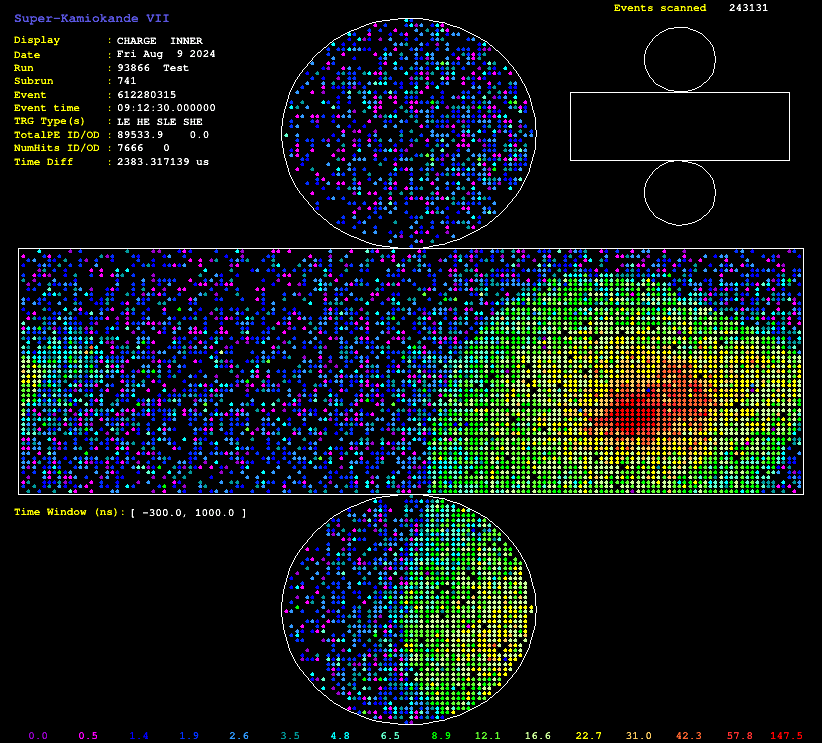 Super-Kamiokande VII
Events scanned 243131
Display : CHARGE INNER
Date : Fri Aug 9 2024
Run : 93866 Test
Subrun : 741
Event : 612280315
Event time : 09:12:30.000000
TRG Type(s) : LE HE SLE SHE
TotalPE ID/OD : 89533.9 0.0
NumHits ID/OD : 7666 0
Time Diff : 2383.317139 us
Time Window (ns): [ -300.0, 1000.0 ]
0.0 0.5 1.4 1.9 2.6 3.5 4.8 6.5 8.9 12.1 16.6 22.7 31.0 42.3 57.8 147.5